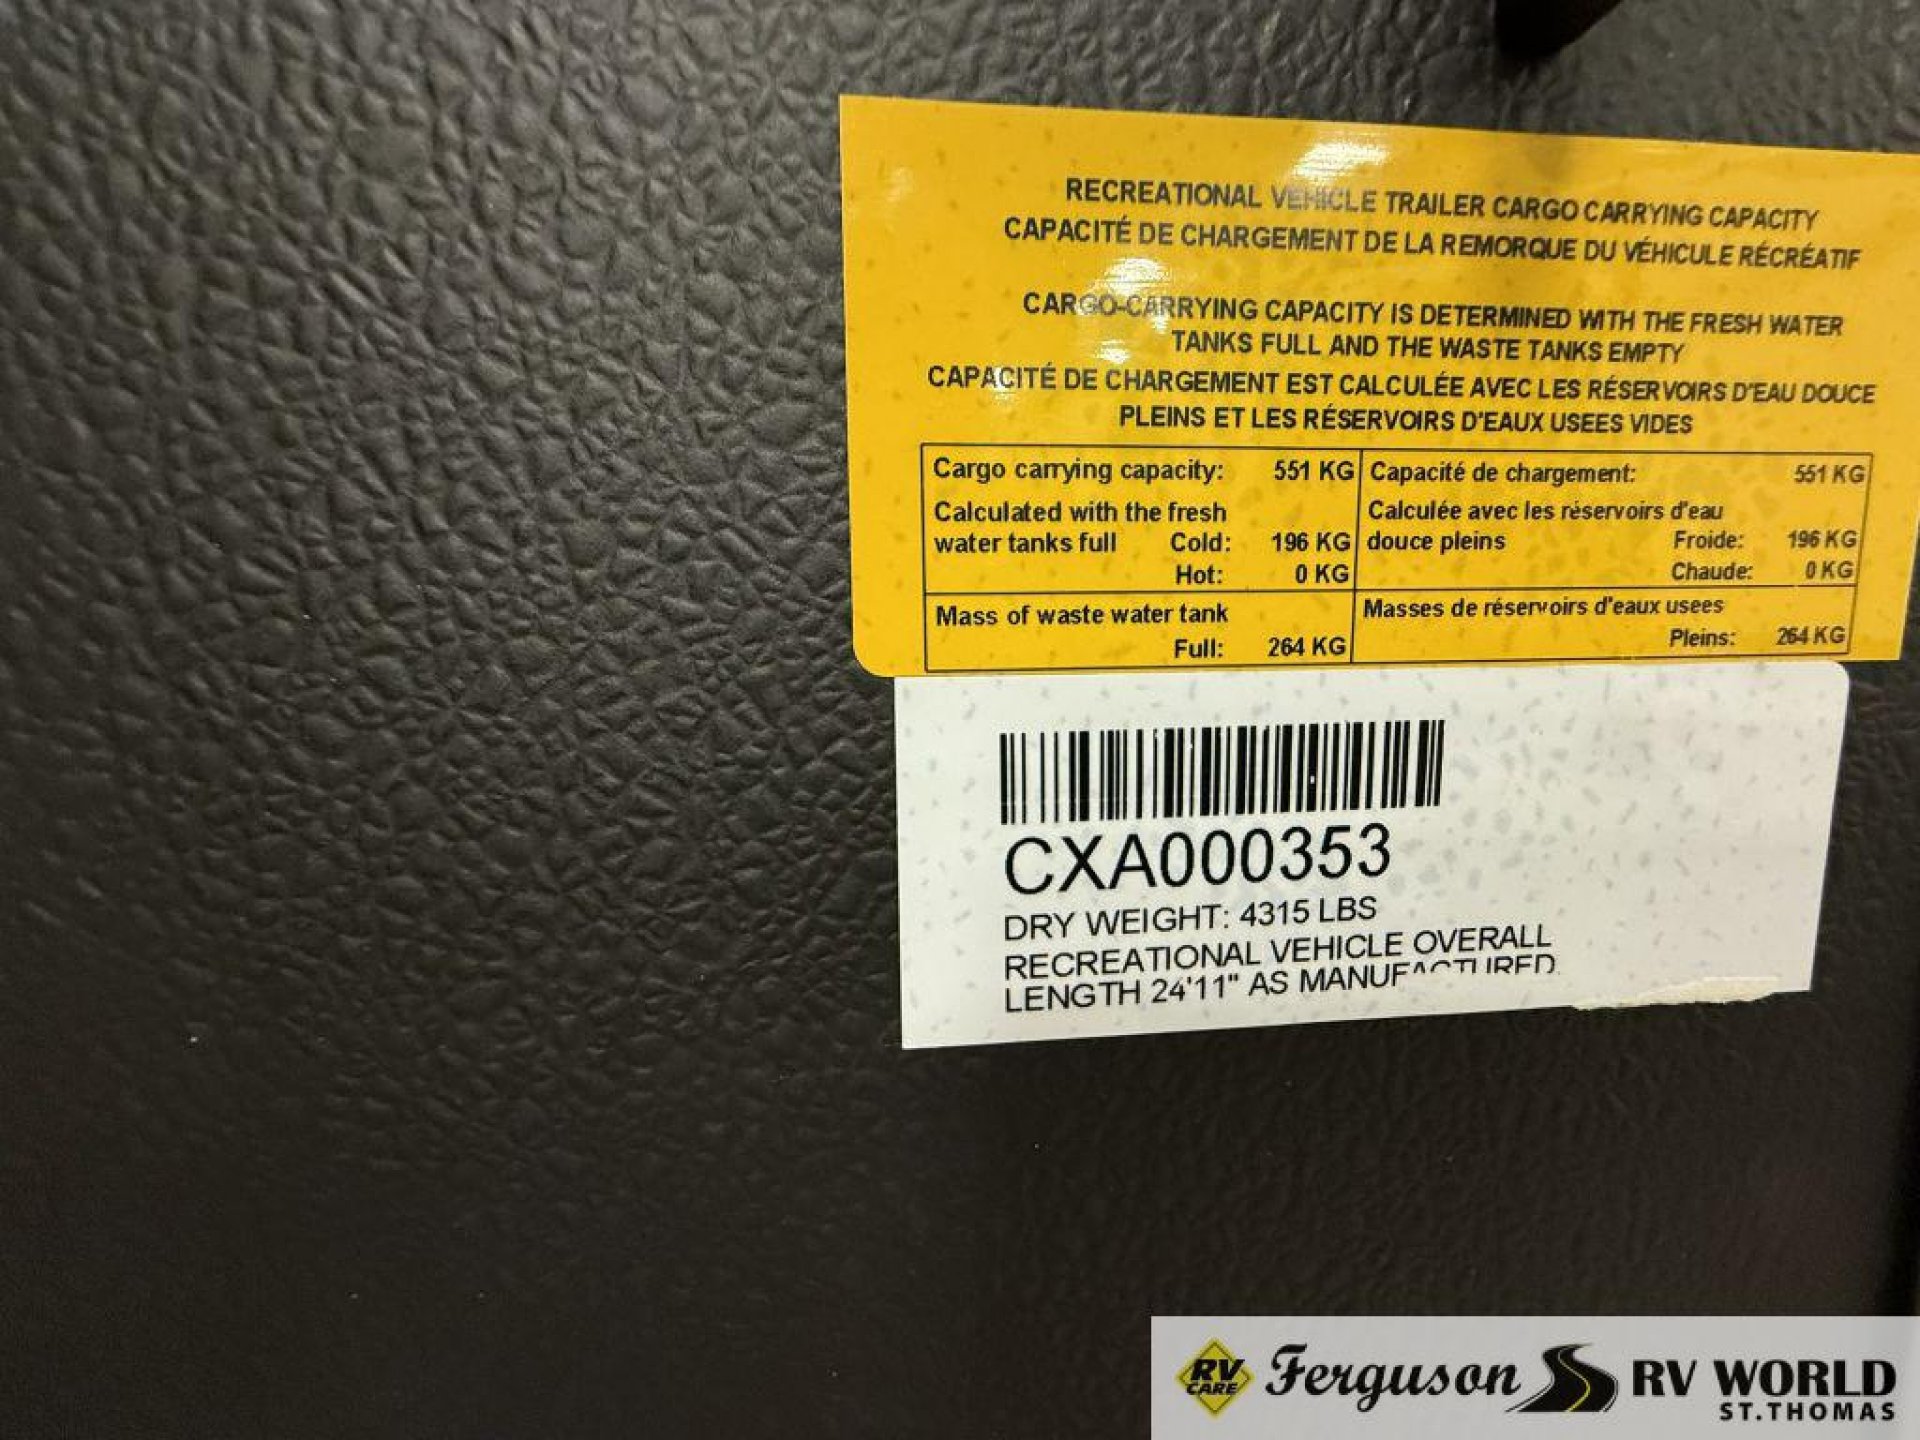 RECREATIONAL VEHICLE TRAILER CARGO CARRYING CAPACITY
CAPACITÉ DE CHARGEMENT DE LA REMORQUE DU VÉHICULE RÉCRÉATIF
CARGO-CARRYING CAPACITY IS DETERMINED WITH THE FRESH WATER
TANKS FULL AND THE WASTE TANKS EMPTY
CAPACITÉ DE CHARGEMENT EST CALCULÉE AVEC LES RÉSERVOIRS D'EAU DOUCE
PLEINS ET LES RÉSERVOIRS D'EAUX USEES VIDES
Cargo carrying capacity: 551 KG
Calculated with the fresh
water tanks full Cold: 196 KG
Hot: 0 KG
Mass of waste water tank
Full: 264 KG
Capacité de chargement: 551 KG
Calculée avec les réservoirs d'eau
douce pleins Froide: 196 KG
Chaude: 0 KG
Masses de réservoirs d'eaux usees
Pleins: 264 KG
CXA000353
DRY WEIGHT: 4315 LBS
RECREATIONAL VEHICLE OVERALL
LENGTH 24'11" AS MANUFACTURED
RV CARE
Ferguson RV WORLD
ST.THOMAS